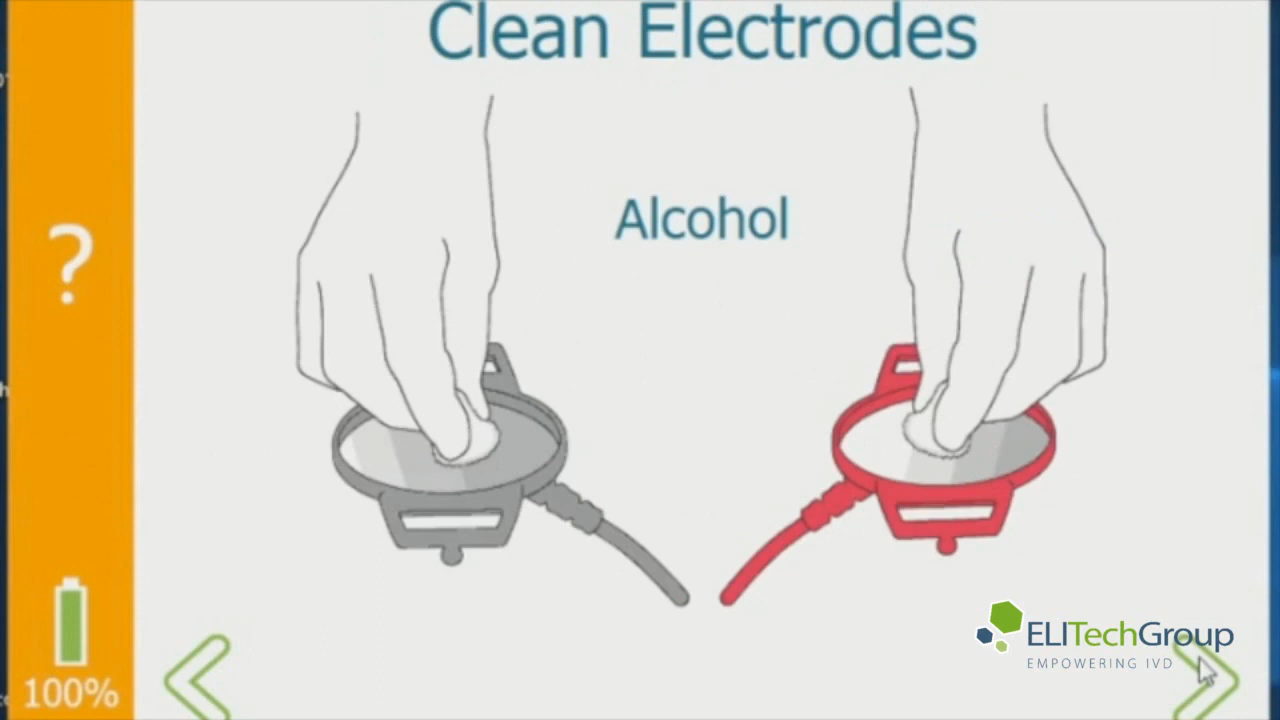 Clean Electrodes
Alcohol
?
100%
ELITechGroup
EMPOWERING IVD